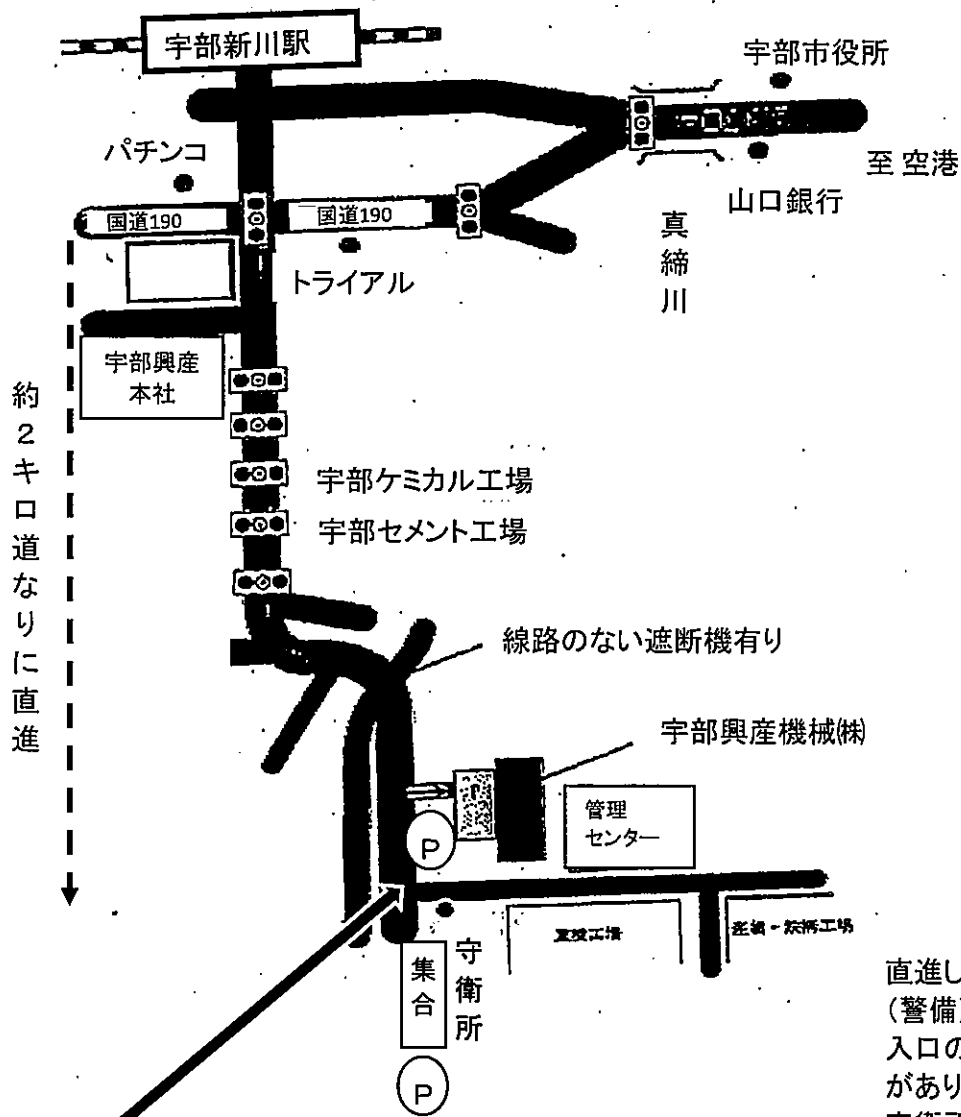 宇部新川駅
宇部市役所
至 空港
山口銀行
真締川
パチンコ
国道190
国道190
トライアル
宇部興産
本社
約2キロ道なりに直進
宇部ケミカル工場
宇部セメント工場
線路のない遮断機有り
宇部興産機械㈱
管理
センター
P
守衛所
集合
P
直進し
(警備
入口の
があり